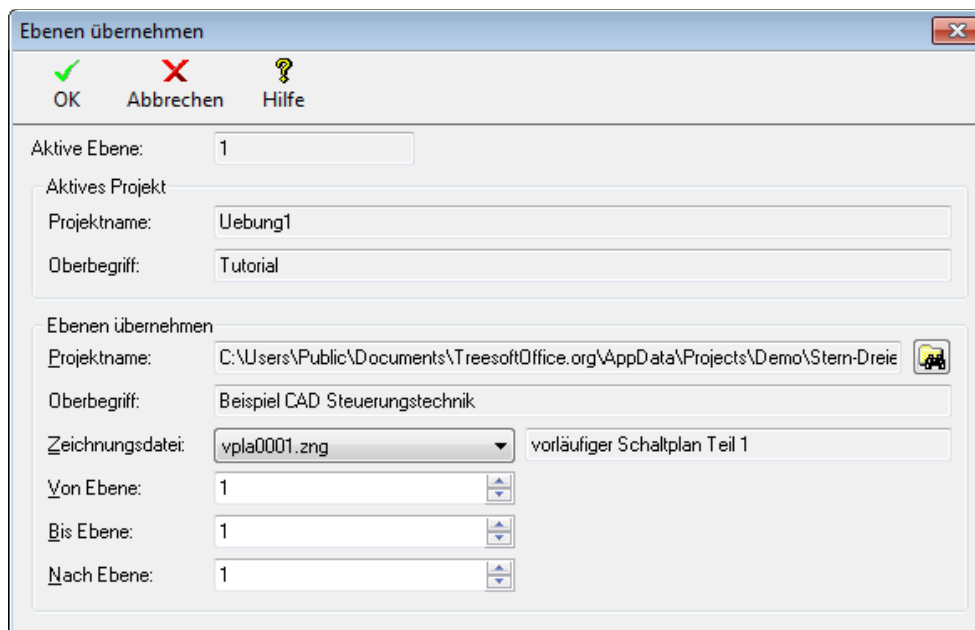 Ebenen übernehmen
OK Abbrechen Hilfe
Aktive Ebene: 1
Aktives Projekt
Projektname: Uebung1
Oberbegriff: Tutorial
Ebenen übernehmen
Projektname: C:\Users\Public\Documents\TreesoftOffice.org\AppData\Projects\Demo\Stern-Dreie
Oberbegriff: Beispiel CAD Steuerungstechnik
Zeichnungsdatei: vpla0001.zng vorläufiger Schaltplan Teil 1
Von Ebene: 1
Bis Ebene: 1
Nach Ebene: 1